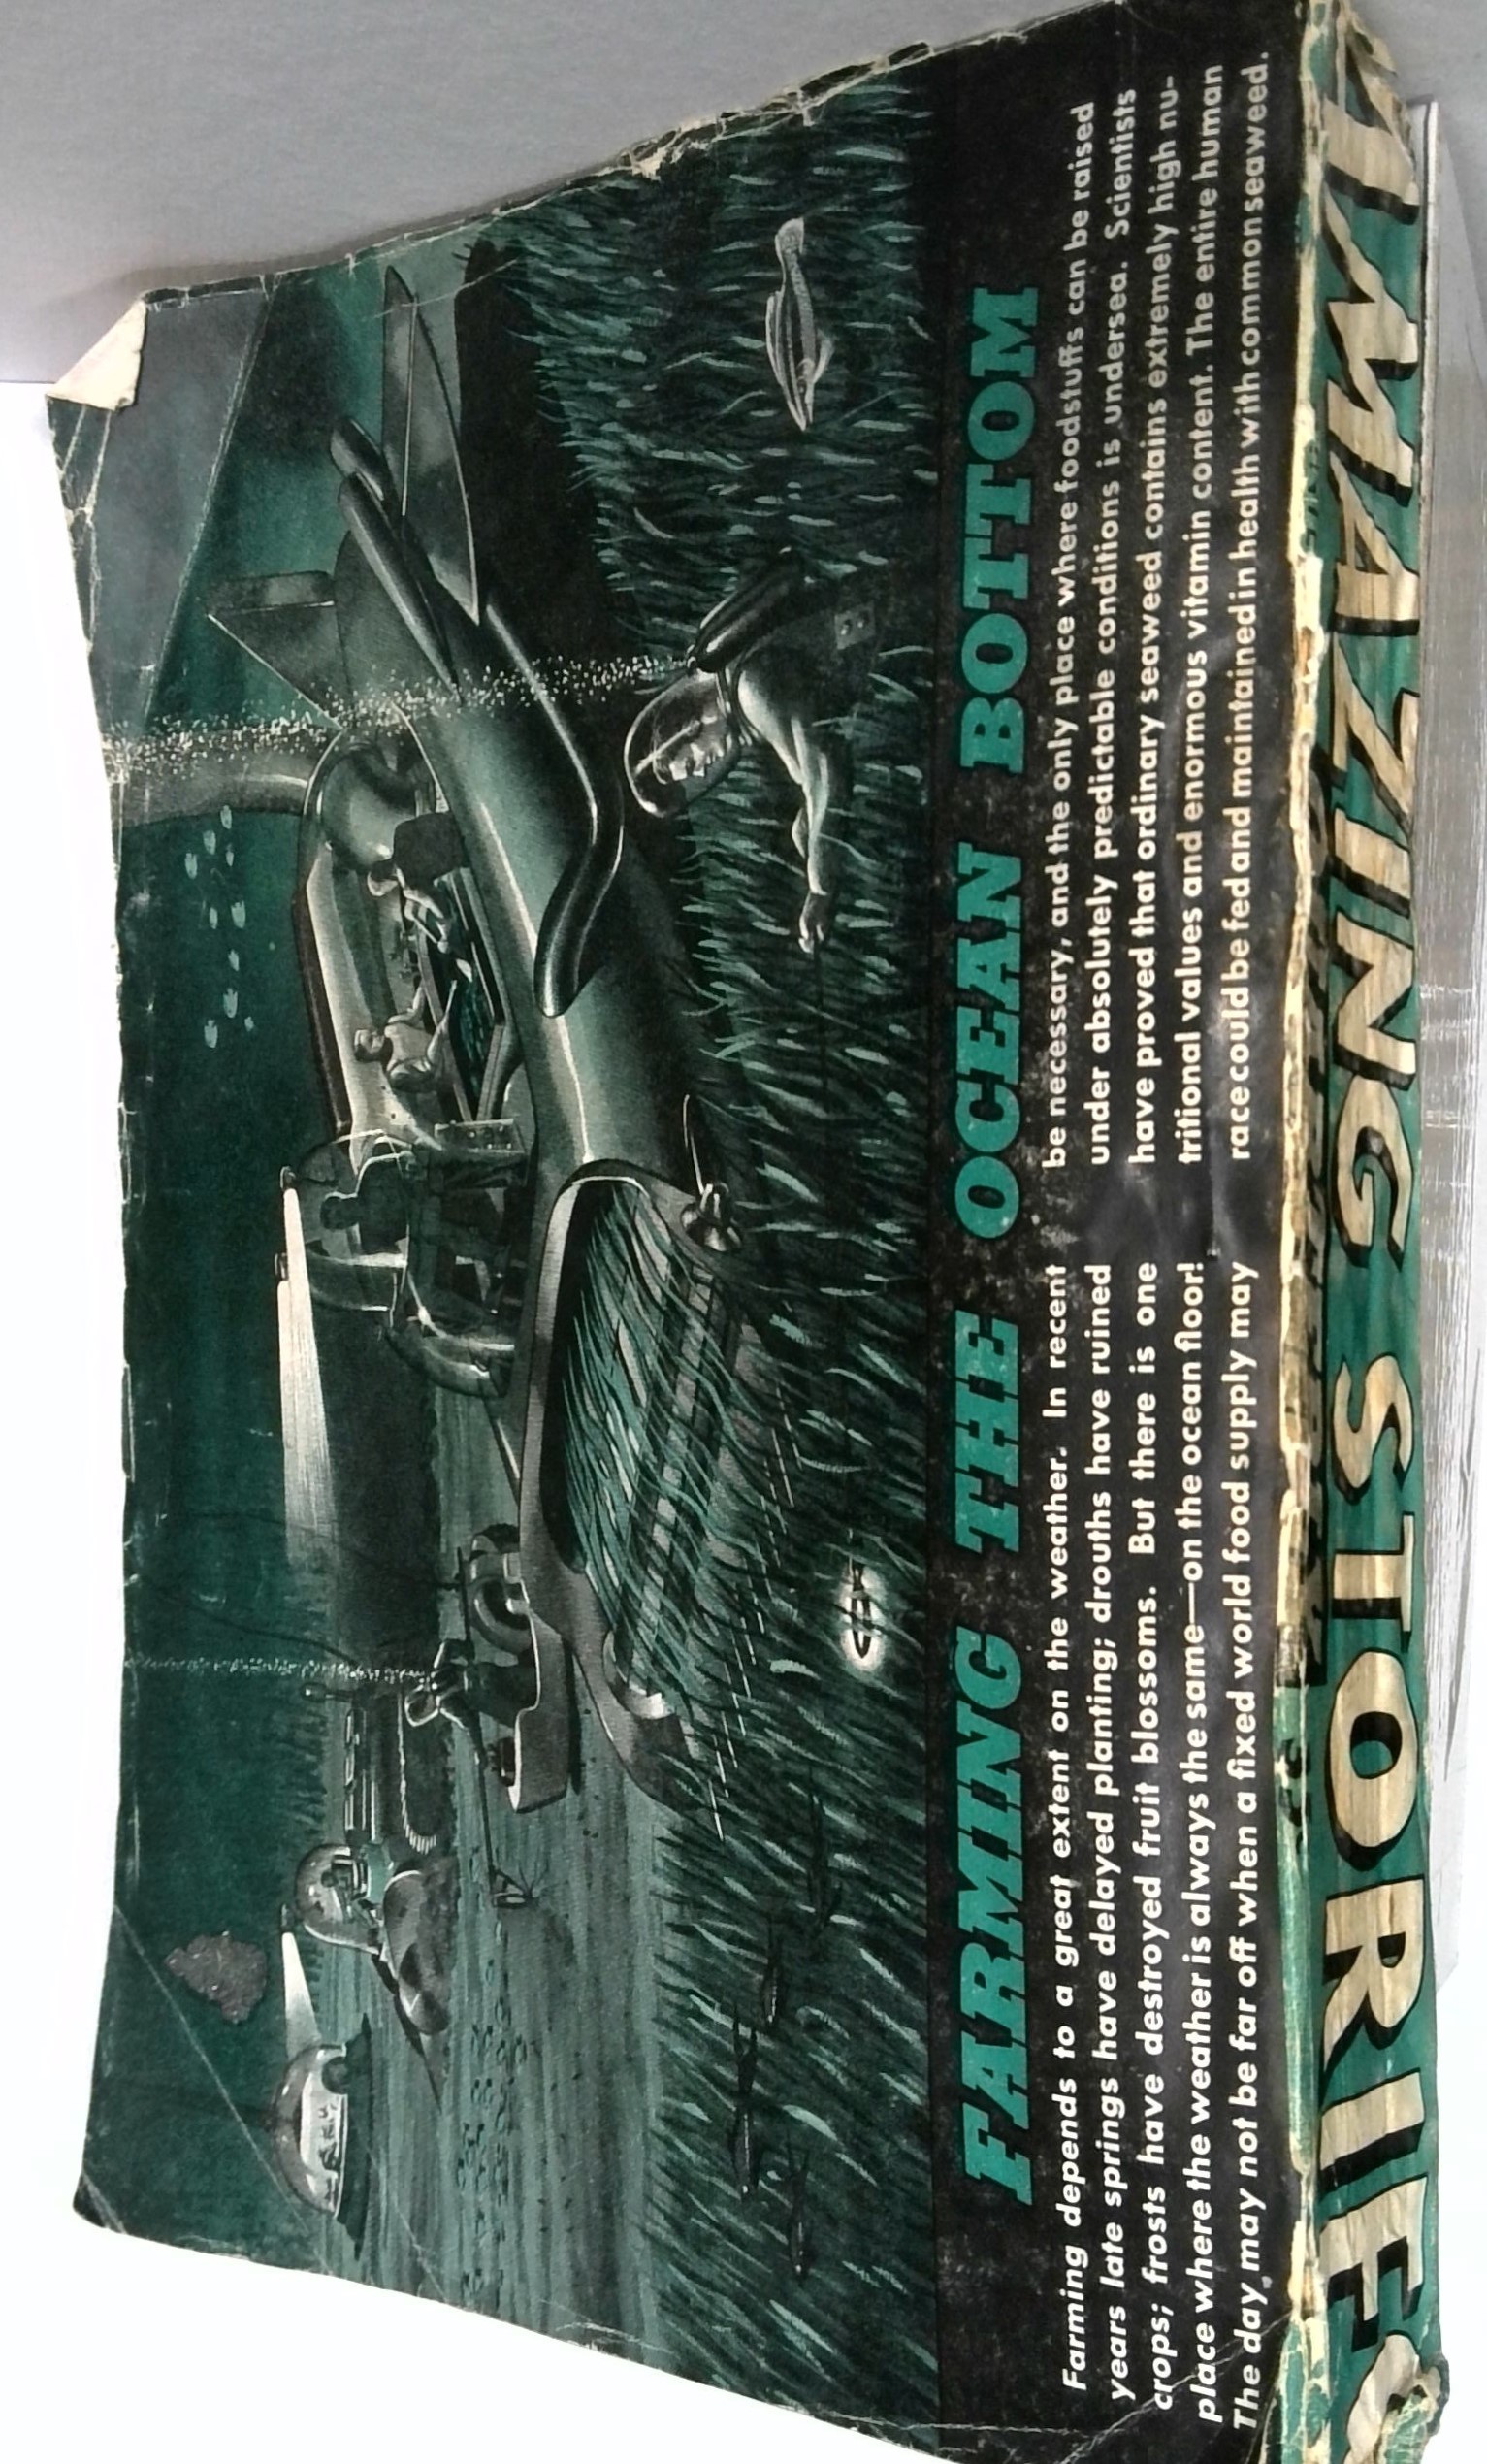 FARMING THE OCEAN BOTTOM
Farming depends to a great extent on the weather. In recent
years late springs have delayed planting; drouths have ruined
crops; frosts have destroyed fruit blossoms. But there is one
place where the weather is always the same—on the ocean floor!
The day may not be far off when a fixed world food supply may
be necessary, and the only place where foodstuffs can be raised
under absolutely predictable conditions is undersea. Scientists
have proved that ordinary seaweed contains extremely high nu-
tritional values and enormous vitamin content. The entire human
race could be fed and maintained in health with common seaweed.
AMAZING STORIES